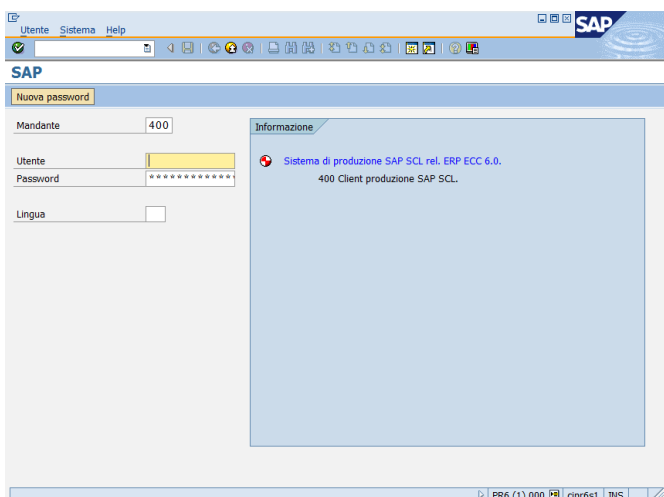 Utente Sistema Help
SAP
SAP
Nuova password
Mandante 400
Informazione
Utente
Sistema di produzione SAP SCL rel. ERP ECC 6.0.
Password *************
400 Client produzione SAP SCL.
Lingua
PR6 (1) 000 cipr6s1 INS